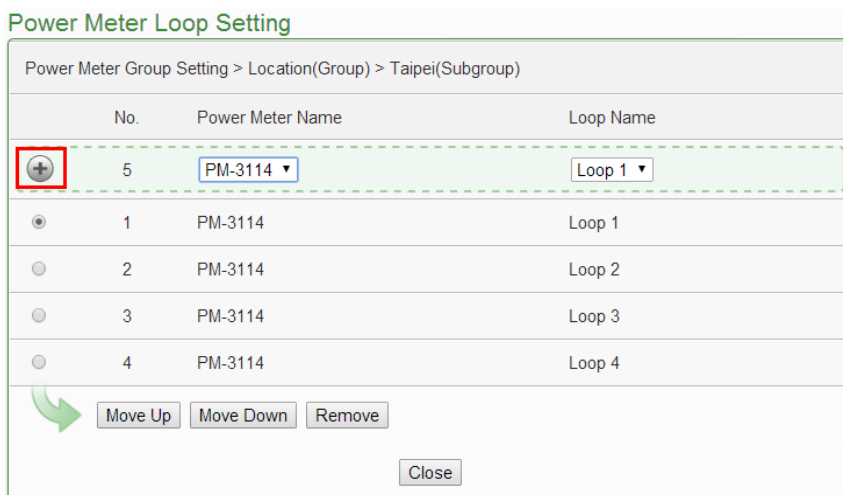 Power Meter Loop Setting
Power Meter Group Setting > Location(Group) > Taipei(Subgroup)
No. Power Meter Name Loop Name
5 PM-3114 Loop 1
1 PM-3114 Loop 1
2 PM-3114 Loop 2
3 PM-3114 Loop 3
4 PM-3114 Loop 4
Move Up Move Down Remove
Close